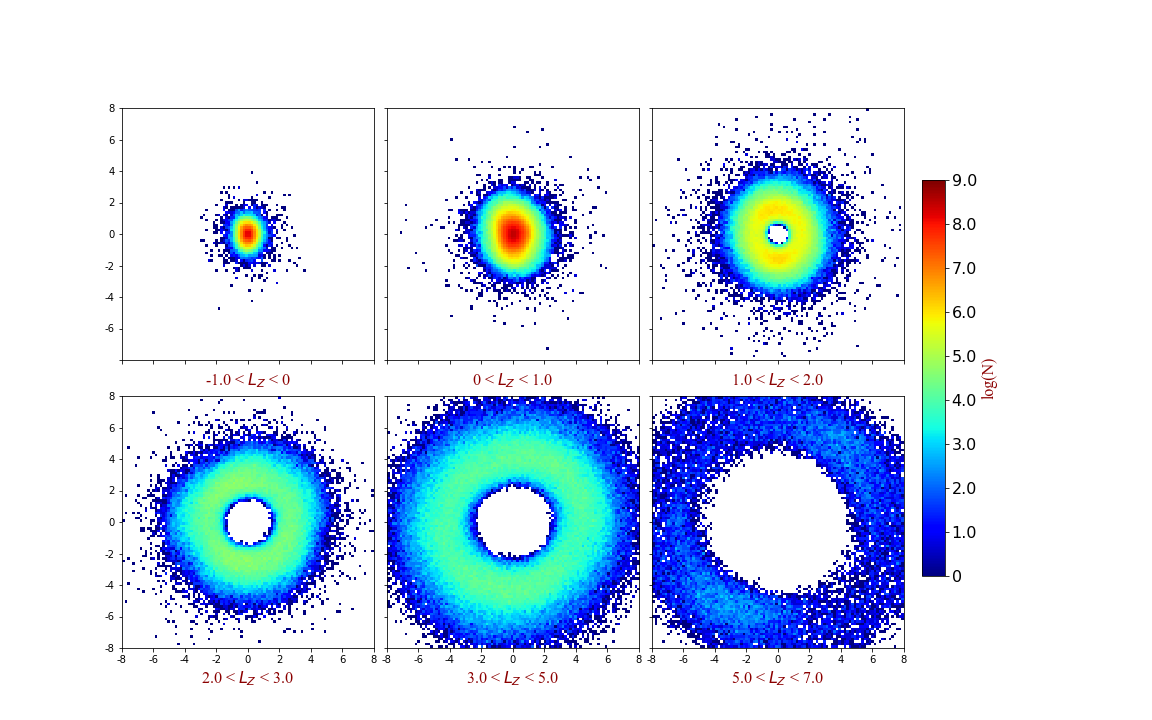 8
6
4
2
0
-2
-4
-6
-1.0 < L_Z < 0
0 < L_Z < 1.0
1.0 < L_Z < 2.0
8
6
4
2
0
-2
-4
-6
-8
-8 -6 -4 -2 0 2 4 6 8
-8 -6 -4 -2 0 2 4 6 8
-8 -6 -4 -2 0 2 4 6 8
2.0 < L_Z < 3.0
3.0 < L_Z < 5.0
5.0 < L_Z < 7.0
9.0
8.0
7.0
6.0
5.0
4.0
3.0
2.0
1.0
0
log(N)